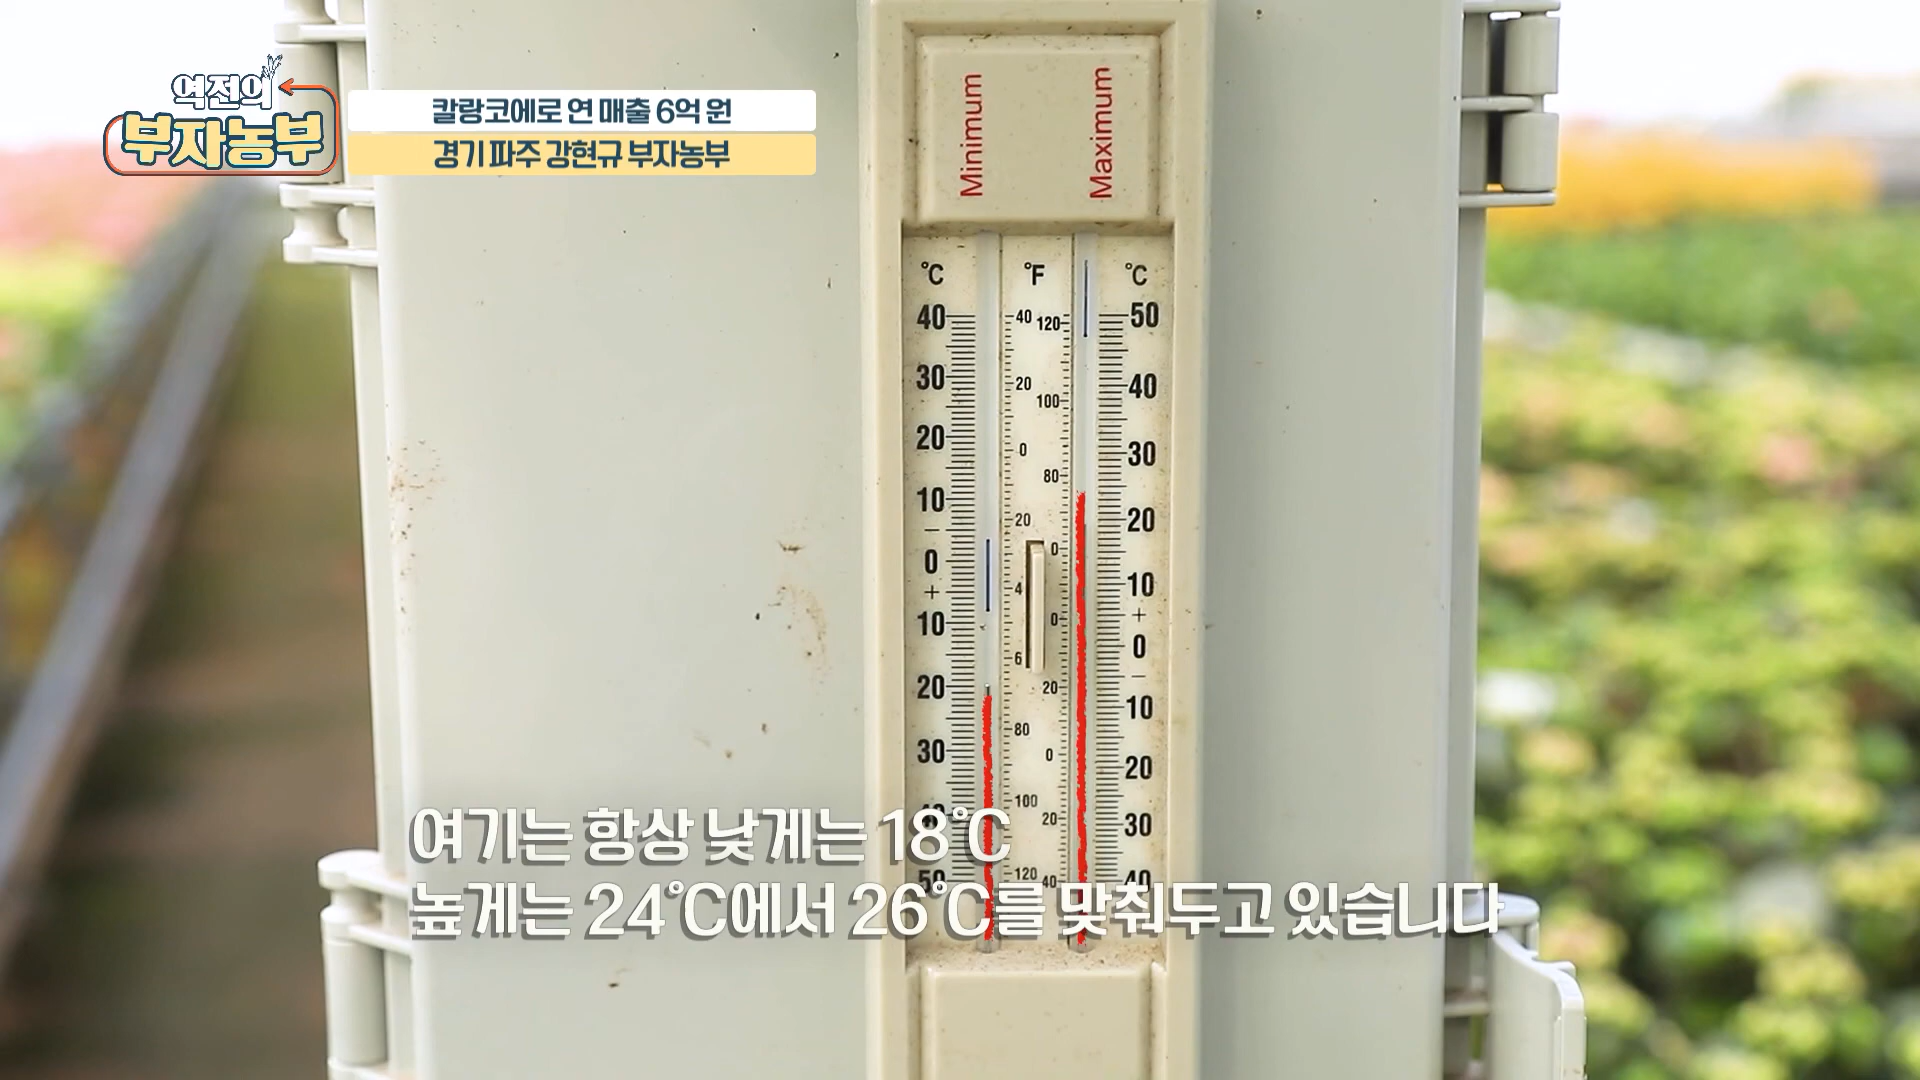 역전의
부자농부
칼랑코에로 연 매출 6억 원
경기 파주 강현규 부자농부
Minimum Maximum
°C °F °C
40 40 120 50
30 20 100 40
20 0 80 30
10 20 20
−
0 0 10
+ 4 +
10 0 0
6 −
20 20 10
80
30 0 20
100
40 20 30
50 120 40 40
여기는 항상 낮게는 18°C
높게는 24°C에서 26°C를 맞춰두고 있습니다